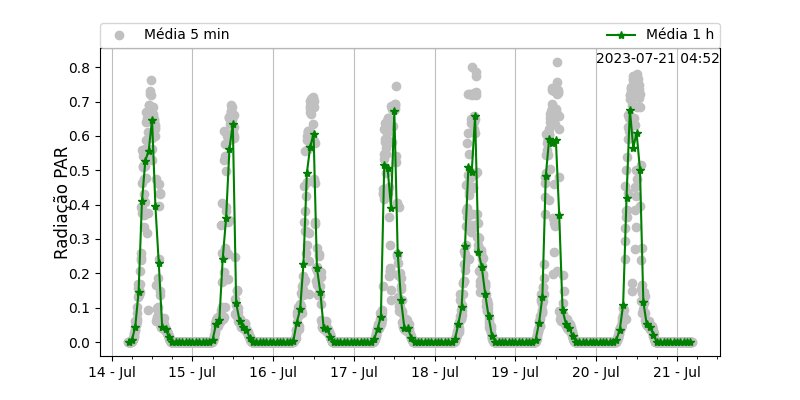 Média 5 min
Média 1 h
2023-07-21 04:52
Radiação PAR
0.8
0.7
0.6
0.5
0.4
0.3
0.2
0.1
0.0
14 - Jul
15 - Jul
16 - Jul
17 - Jul
18 - Jul
19 - Jul
20 - Jul
21 - Jul